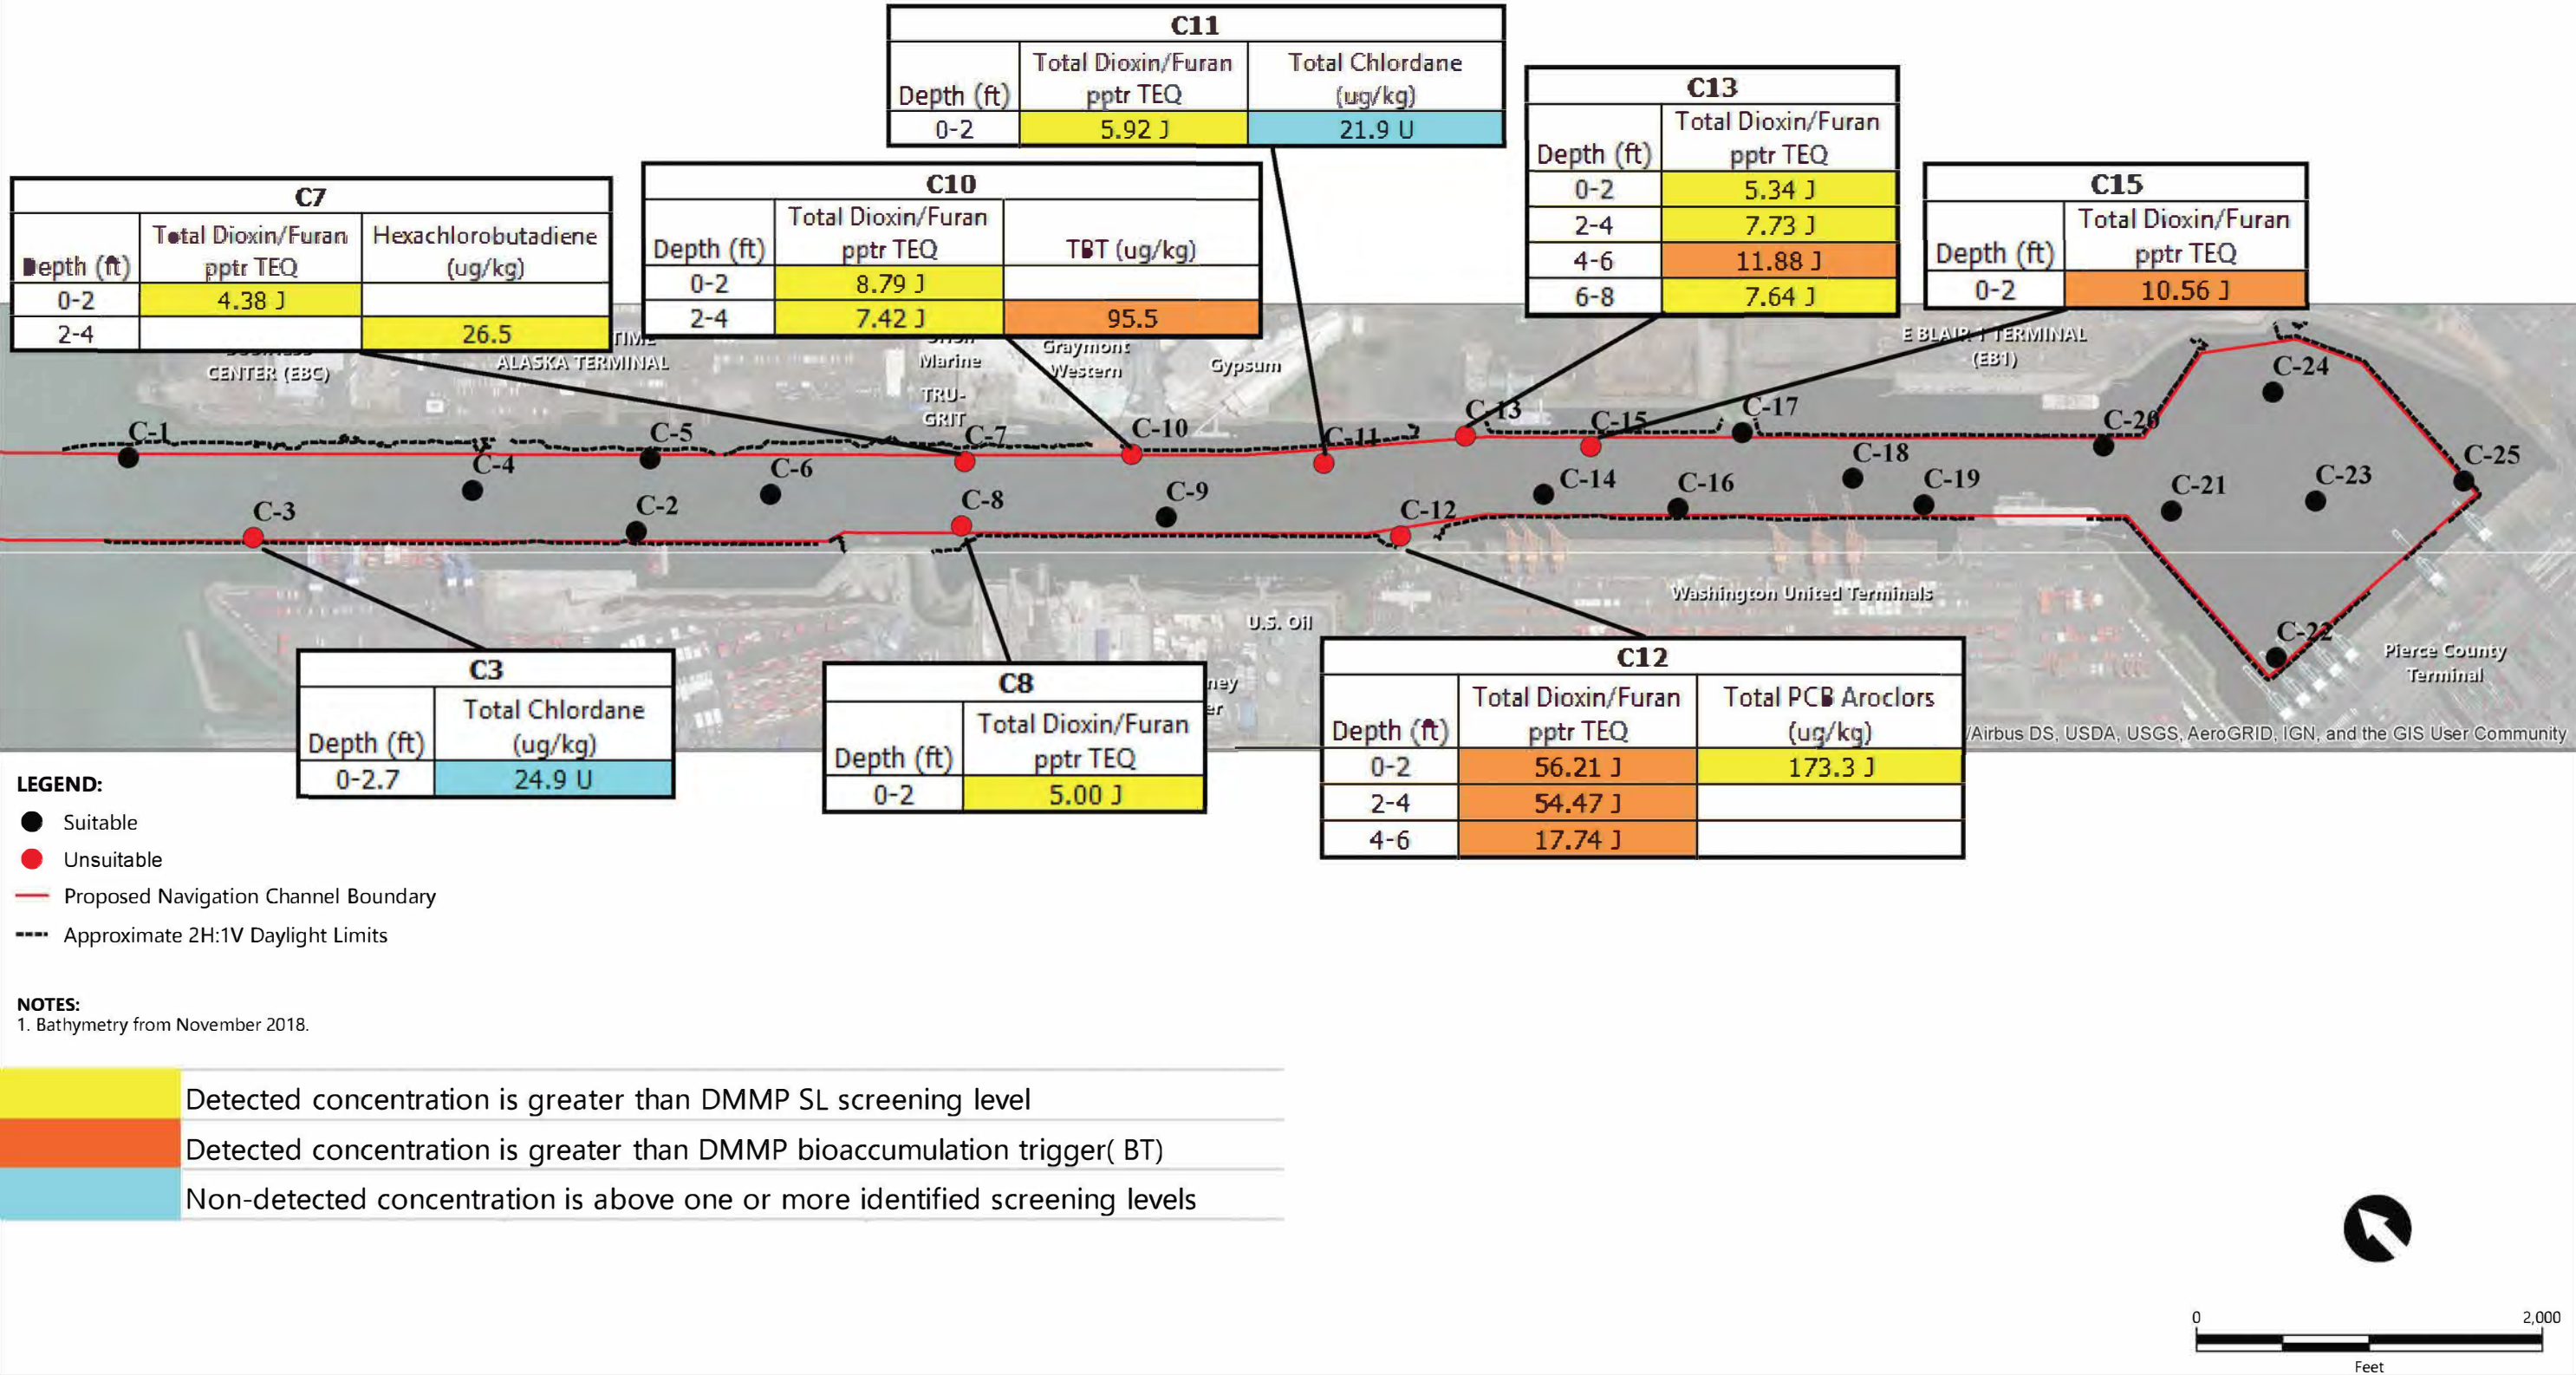 C11
Depth (ft)
Total Dioxin/Furan
pptr TEQ
Total Chlordane
(ug/kg)
0-2 5.92 J 21.9 U
C13
Depth (ft)
Total Dioxin/Furan
pptr TEQ
0-2 5.34 J
2-4 7.73 J
4-6 11.88 J
6-8 7.64 J
C7
Depth (ft)
Total Dioxin/Furan
pptr TEQ
Hexachlorobutadiene
(ug/kg)
0-2 4.38 J
2-4 26.5
C10
Depth (ft)
Total Dioxin/Furan
pptr TEQ
TBT (ug/kg)
0-2 8.79 J
2-4 7.42 J 95.5
C15
Depth (ft)
Total Dioxin/Furan
pptr TEQ
0-2 10.56 J
CENTER (EBC)
ALASKA TERMINAL
Marine
TRU-
GRIT
Graymont
Western
Gypsum
E BLAIR 1 TERMINAL
(EB1)
C-1
C-5
C-7
C-10
C-11
C-13
C-15
C-17
C-20
C-24
C-4
C-6
C-14
C-16
C-18
C-19
C-21
C-23
C-25
C-3
C-2
C-8
C-9
C-12
C-22
U.S. Oil
Washington United Terminals
Pierce County
Terminal
ney
er
/Airbus DS, USDA, USGS, AeroGRID, IGN, and the GIS User Community
C3
Depth (ft)
Total Chlordane
(ug/kg)
0-2.7 24.9 U
C8
Depth (ft)
Total Dioxin/Furan
pptr TEQ
0-2 5.00 J
C12
Depth (ft)
Total Dioxin/Furan
pptr TEQ
Total PCB Aroclors
(ug/kg)
0-2 56.21 J 173.3 J
2-4 54.47 J
4-6 17.74 J
LEGEND:
Suitable
Unsuitable
Proposed Navigation Channel Boundary
Approximate 2H:1V Daylight Limits
NOTES:
1. Bathymetry from November 2018.
Detected concentration is greater than DMMP SL screening level
Detected concentration is greater than DMMP bioaccumulation trigger( BT)
Non-detected concentration is above one or more identified screening levels
0 2,000
Feet